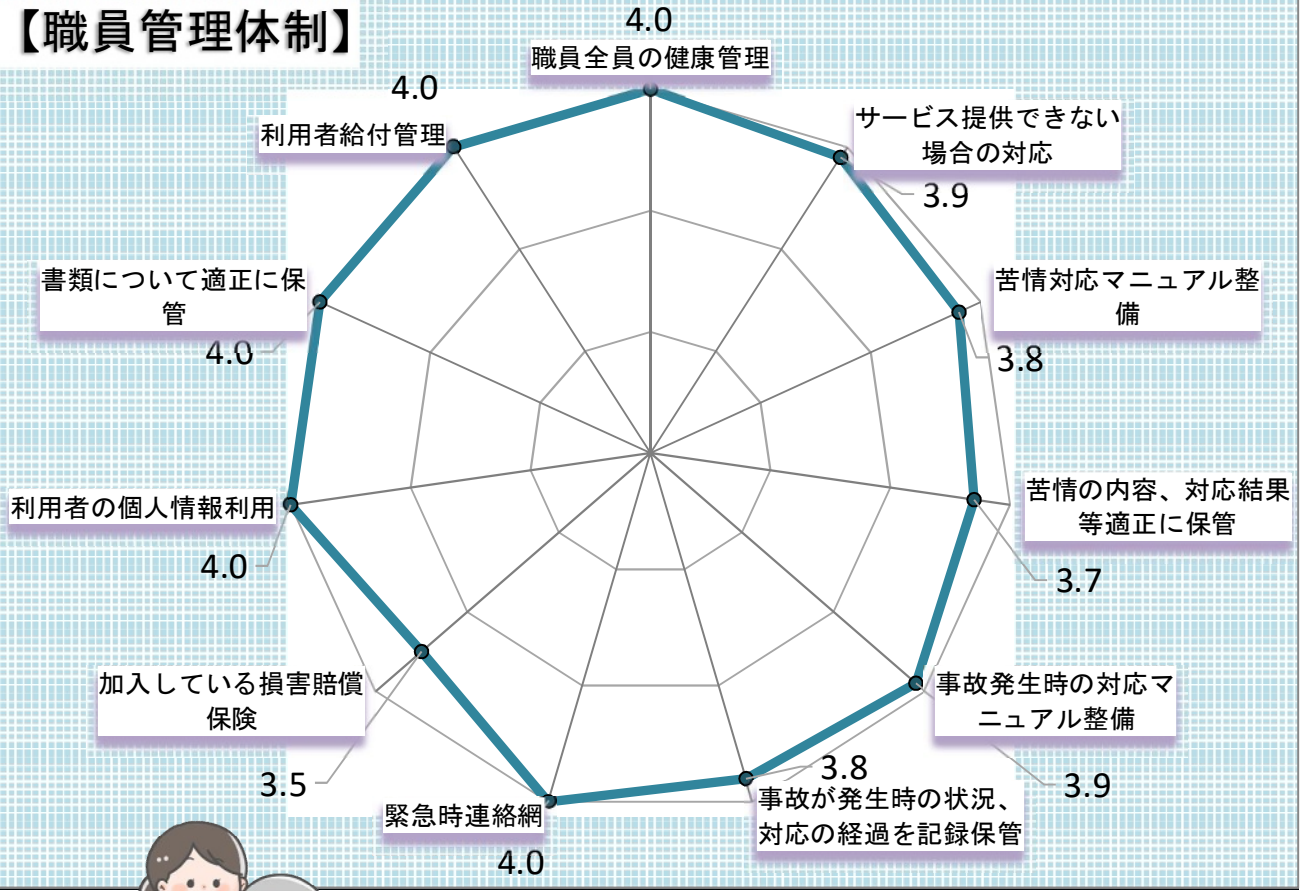 【職員管理体制】
4.0
職員全員の健康管理
サービス提供できない
場合の対応
3.9
苦情対応マニュアル整
備
3.8
苦情の内容、対応結果
等適正に保管
3.7
事故発生時の対応マ
ニュアル整備
3.9
3.8
事故が発生時の状況、
対応の経過を記録保管
緊急時連絡網
4.0
加入している損害賠償
保険
3.5
利用者の個人情報利用
4.0
書類について適正に保
管
4.0
4.0
利用者給付管理